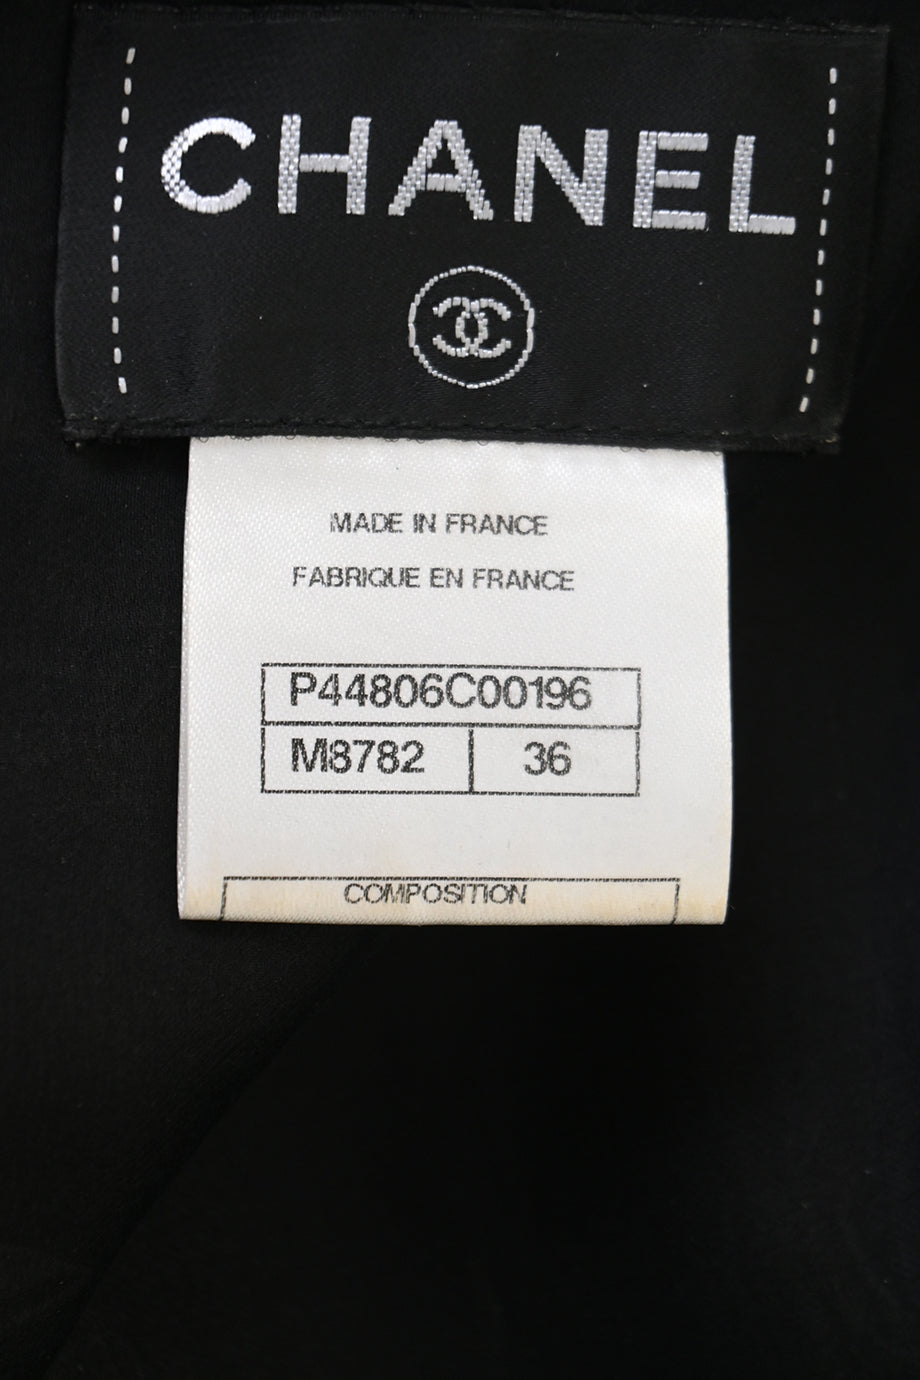 CHANEL
MADE IN FRANCE
FABRIQUE EN FRANCE
P44806C00196
M8782 36
COMPOSITION